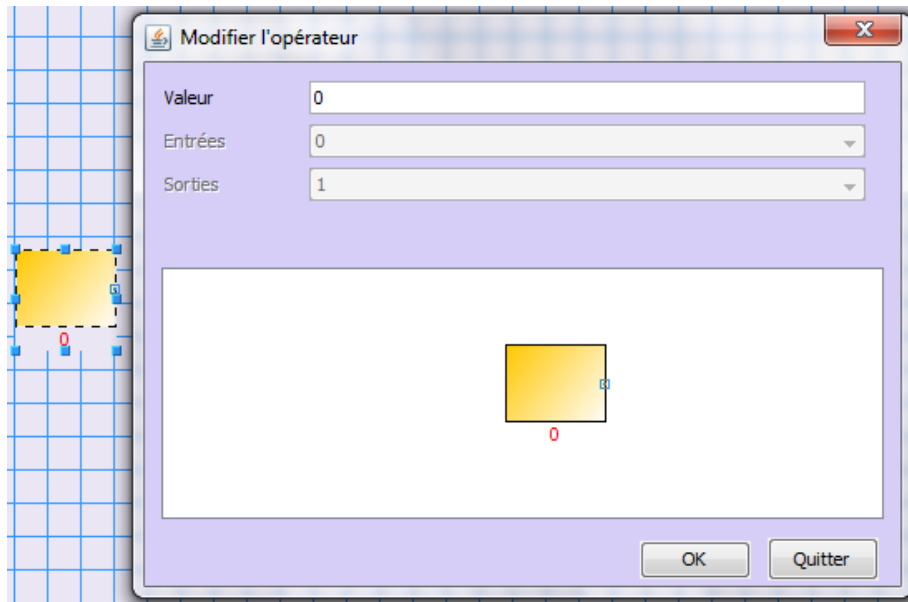 Modifier l'opérateur
Valeur 0
Entrées 0
Sorties 1
0
0
OK Quitter